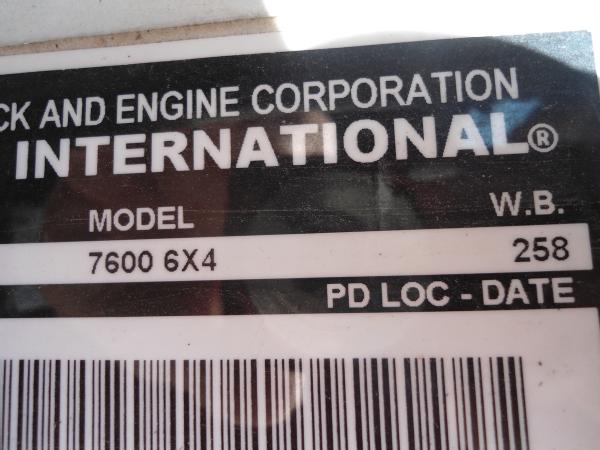 CK AND ENGINE CORPORATION
INTERNATIONAL®
MODEL W.B.
7600 6X4 258
PD LOC - DATE